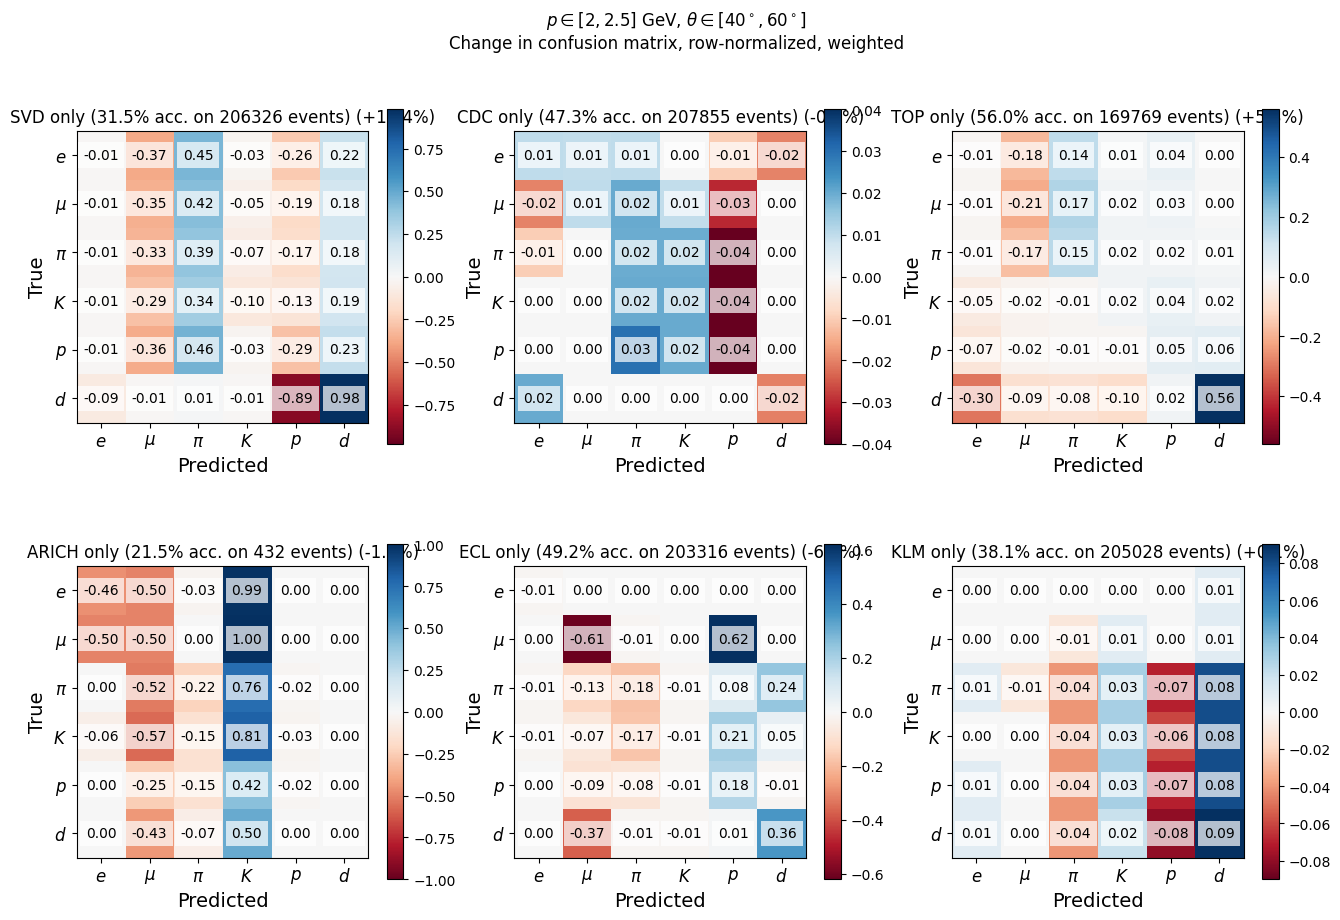 p ∈ [2, 2.5] GeV, θ ∈ [40°, 60°]
Change in confusion matrix, row-normalized, weighted
SVD only (31.5% acc. on 206326 events)
True
e -0.01 -0.37 0.45 -0.03 -0.26 0.22
μ -0.01 -0.35 0.42 -0.05 -0.19 0.18
π -0.01 -0.33 0.39 -0.07 -0.17 0.18
K -0.01 -0.29 0.34 -0.10 -0.13 0.19
p -0.01 -0.36 0.46 -0.03 -0.29 0.23
d -0.09 -0.01 0.01 -0.01 -0.89 0.98
e μ π K p d
Predicted
0.75
0.50
0.25
0.00
−0.25
−0.50
−0.75
CDC only (47.3% acc. on 207855 events)
True
e 0.01 0.01 0.01 0.00 -0.01 -0.02
μ -0.02 0.01 0.02 0.01 -0.03 0.00
π -0.01 0.00 0.02 0.02 -0.04 0.00
K 0.00 0.00 0.02 0.02 -0.04 0.00
p 0.00 0.00 0.03 0.02 -0.04 0.00
d 0.02 0.00 0.00 0.00 0.00 -0.02
e μ π K p d
Predicted
0.04
0.03
0.02
0.01
0.00
−0.01
−0.02
−0.03
−0.04
TOP only (56.0% acc. on 169769 events)
True
e -0.01 -0.18 0.14 0.01 0.04 0.00
μ -0.01 -0.21 0.17 0.02 0.03 0.00
π -0.01 -0.17 0.15 0.02 0.02 0.01
K -0.05 -0.02 -0.01 0.02 0.04 0.02
p -0.07 -0.02 -0.01 -0.01 0.05 0.06
d -0.30 -0.09 -0.08 -0.10 0.02 0.56
e μ π K p d
Predicted
0.4
0.2
0.0
−0.2
−0.4
ARICH only (21.5% acc. on 432 events)
True
e -0.46 -0.50 -0.03 0.99 0.00 0.00
μ -0.50 -0.50 0.00 1.00 0.00 0.00
π 0.00 -0.52 -0.22 0.76 -0.02 0.00
K -0.06 -0.57 -0.15 0.81 -0.03 0.00
p 0.00 -0.25 -0.15 0.42 -0.02 0.00
d 0.00 -0.43 -0.07 0.50 0.00 0.00
e μ π K p d
Predicted
1.00
0.75
0.50
0.25
0.00
−0.25
−0.50
−0.75
−1.00
ECL only (49.2% acc. on 203316 events)
True
e -0.01 0.00 0.00 0.00 0.00 0.00
μ 0.00 -0.61 -0.01 0.00 0.62 0.00
π -0.01 -0.13 -0.18 -0.01 0.08 0.24
K -0.01 -0.07 -0.17 -0.01 0.21 0.05
p 0.00 -0.09 -0.08 0.00 0.18 -0.01
d 0.00 -0.37 -0.01 -0.01 0.01 0.36
e μ π K p d
Predicted
0.6
0.4
0.2
0.0
−0.2
−0.4
−0.6
KLM only (38.1% acc. on 205028 events)
True
e 0.00 0.00 0.00 0.00 0.00 0.01
μ 0.00 0.00 -0.01 0.01 0.00 0.01
π 0.01 -0.01 -0.04 0.03 -0.07 0.08
K 0.00 0.00 -0.04 0.03 -0.06 0.08
p 0.01 0.00 -0.04 0.03 -0.07 0.08
d 0.01 0.00 -0.04 0.02 -0.08 0.09
e μ π K p d
Predicted
0.08
0.06
0.04
0.02
0.00
−0.02
−0.04
−0.06
−0.08